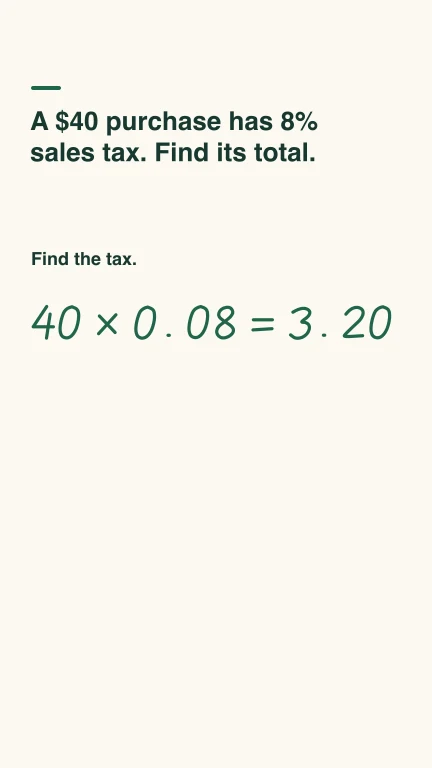 A $40 purchase has 8%
sales tax. Find its total.
Find the tax.
40 × 0.08 = 3.20